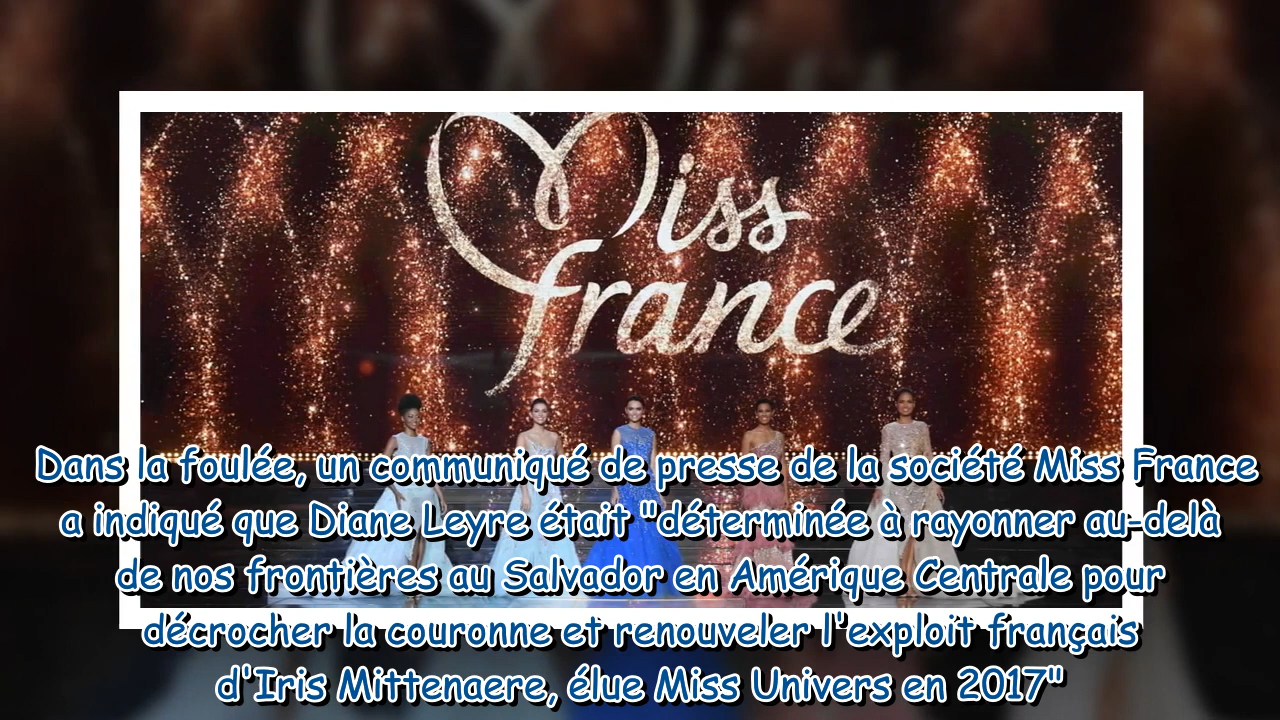 Miss
france
Dans la foulée, un communiqué de presse de la société Miss France
a indiqué que Diane Leyre était "déterminée à rayonner au-delà
de nos frontières au Salvador en Amérique Centrale pour
décrocher la couronne et renouveler l'exploit français
d'Iris Mittenaere, élue Miss Univers en 2017"